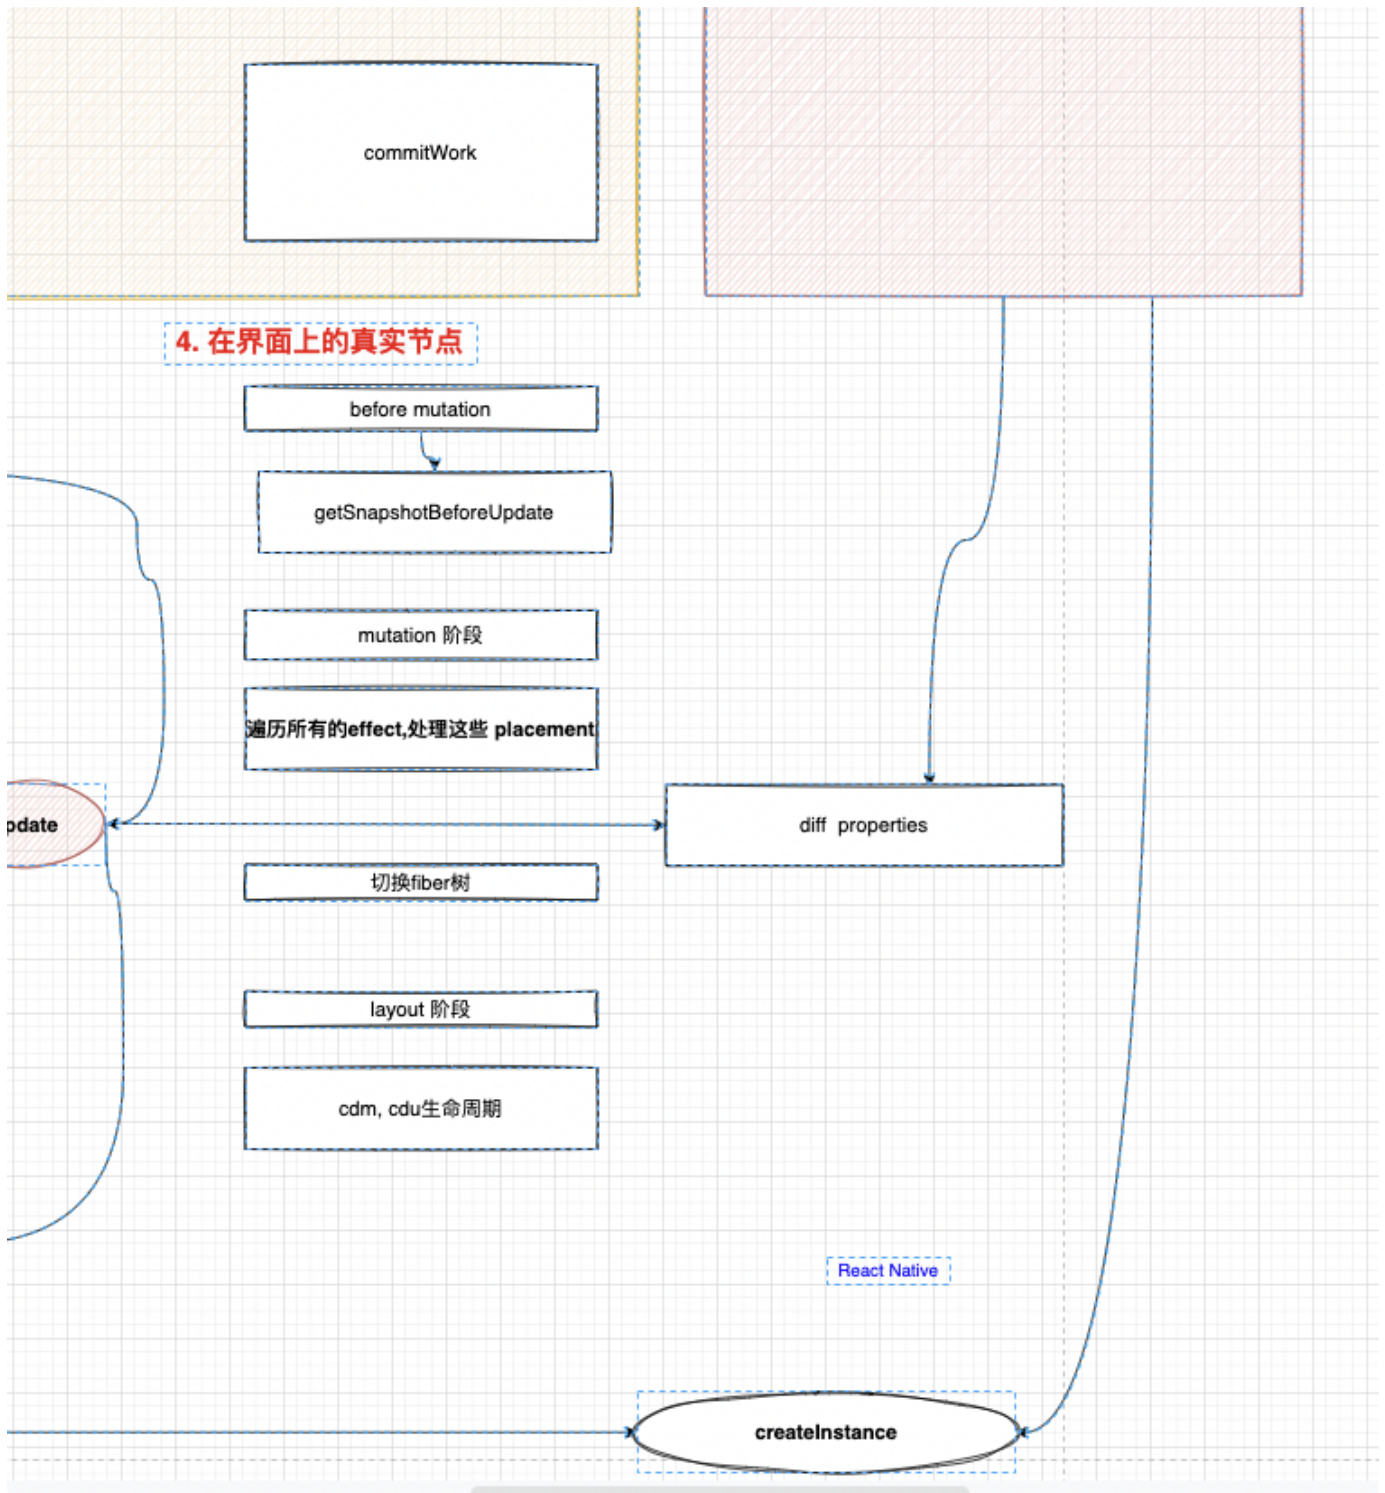 commitWork
4. 在界面上的真实节点
before mutation
getSnapshotBeforeUpdate
mutation 阶段
遍历所有的effect,处理这些 placement
pdate
diff properties
切换fiber树
layout 阶段
cdm, cdu生命周期
React Native
createInstance